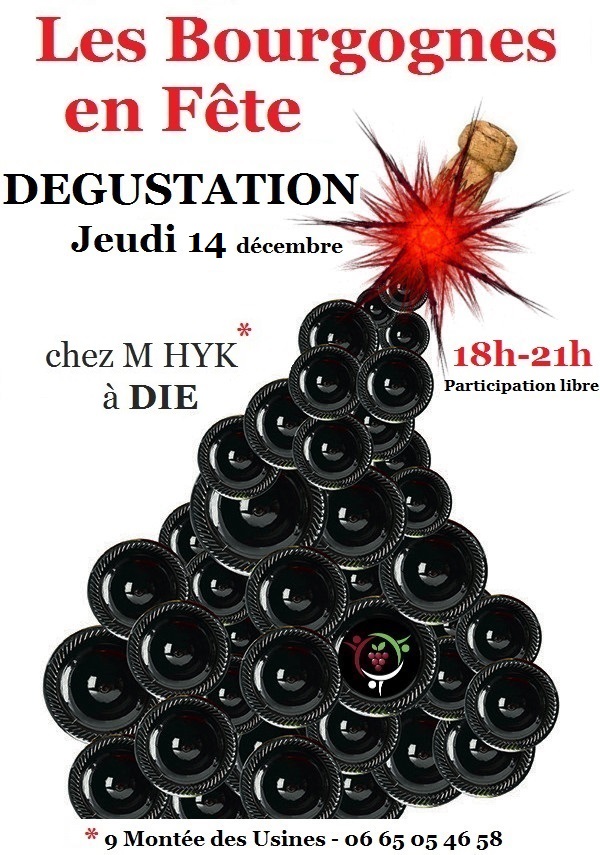 Les Bourgognes
en Fête
DEGUSTATION
Jeudi 14 décembre
chez M HYK*
à DIE
18h-21h
Participation libre
* 9 Montée des Usines - 06 65 05 46 58